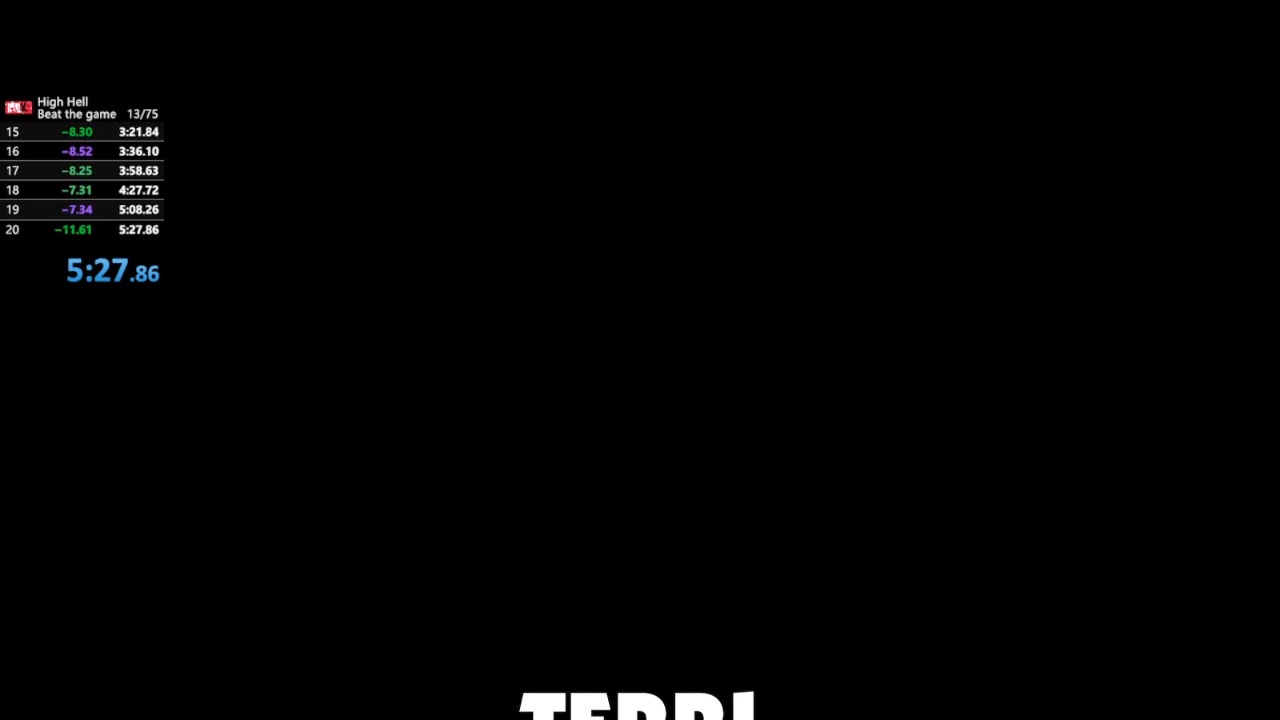 High Hell
Beat the game 13/75
15 −8.30 3:21.84
16 −8.52 3:36.10
17 −8.25 3:58.63
18 −7.31 4:27.72
19 −7.34 5:08.26
20 −11.61 5:27.86
5:27.86